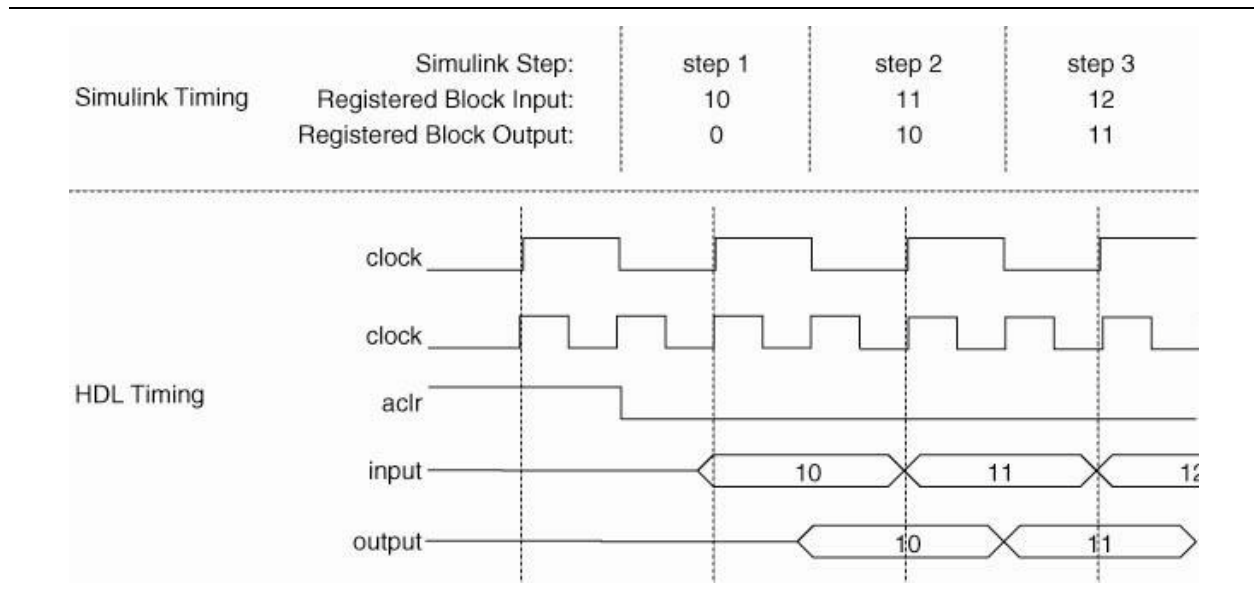 Simulink Step: step 1 step 2 step 3
Simulink Timing Registered Block Input: 10 11 12
Registered Block Output: 0 10 11
clock
clock
HDL Timing aclr
input 10 11 12
output 10 11